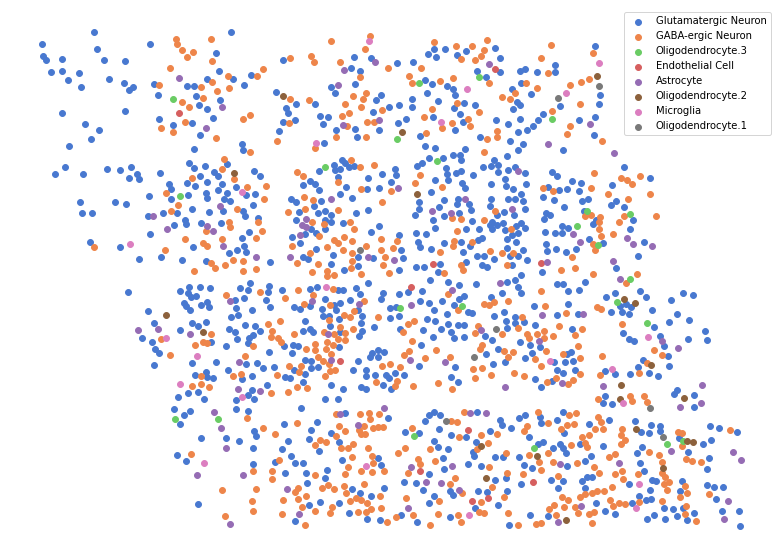 Glutamatergic Neuron
GABA-ergic Neuron
Oligodendrocyte.3
Endothelial Cell
Astrocyte
Oligodendrocyte.2
Microglia
Oligodendrocyte.1